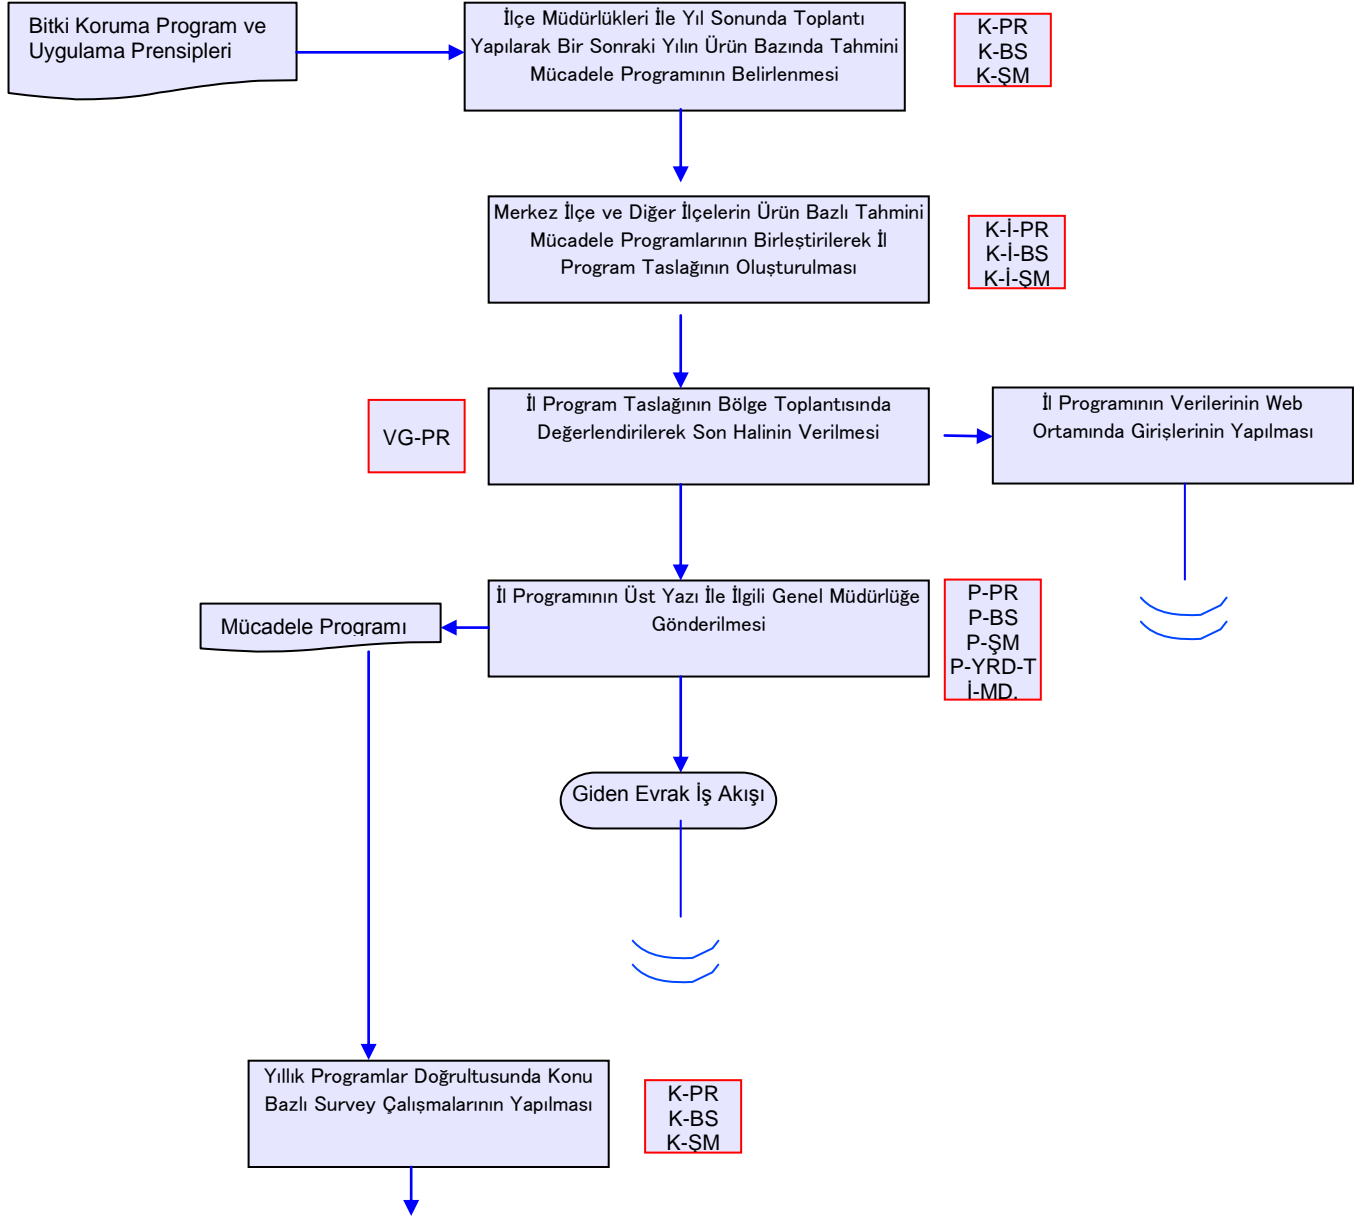 Bitki Koruma Program ve
Uygulama Prensipleri
İlçe Müdürlükleri İle Yıl Sonunda Toplantı
Yapılarak Bir Sonraki Yılın Ürün Bazında Tahmini
Mücadele Programının Belirlenmesi
K-PR
K-BS
K-ŞM
Merkez İlçe ve Diğer İlçelerin Ürün Bazlı Tahmini
Mücadele Programlarının Birleştirilerek İl
Program Taslağının Oluşturulması
K-İ-PR
K-İ-BS
K-İ-ŞM
VG-PR
İl Program Taslağının Bölge Toplantısında
Değerlendirilerek Son Halinin Verilmesi
İl Programının Verilerinin Web
Ortamında Girişlerinin Yapılması
Mücadele Programı
İl Programının Üst Yazı İle İlgili Genel Müdürlüğe
Gönderilmesi
P-PR
P-BS
P-ŞM
P-YRD-T
İ-MD.
Giden Evrak İş Akışı
Yıllık Programlar Doğrultusunda Konu
Bazlı Survey Çalışmalarının Yapılması
K-PR
K-BS
K-ŞM